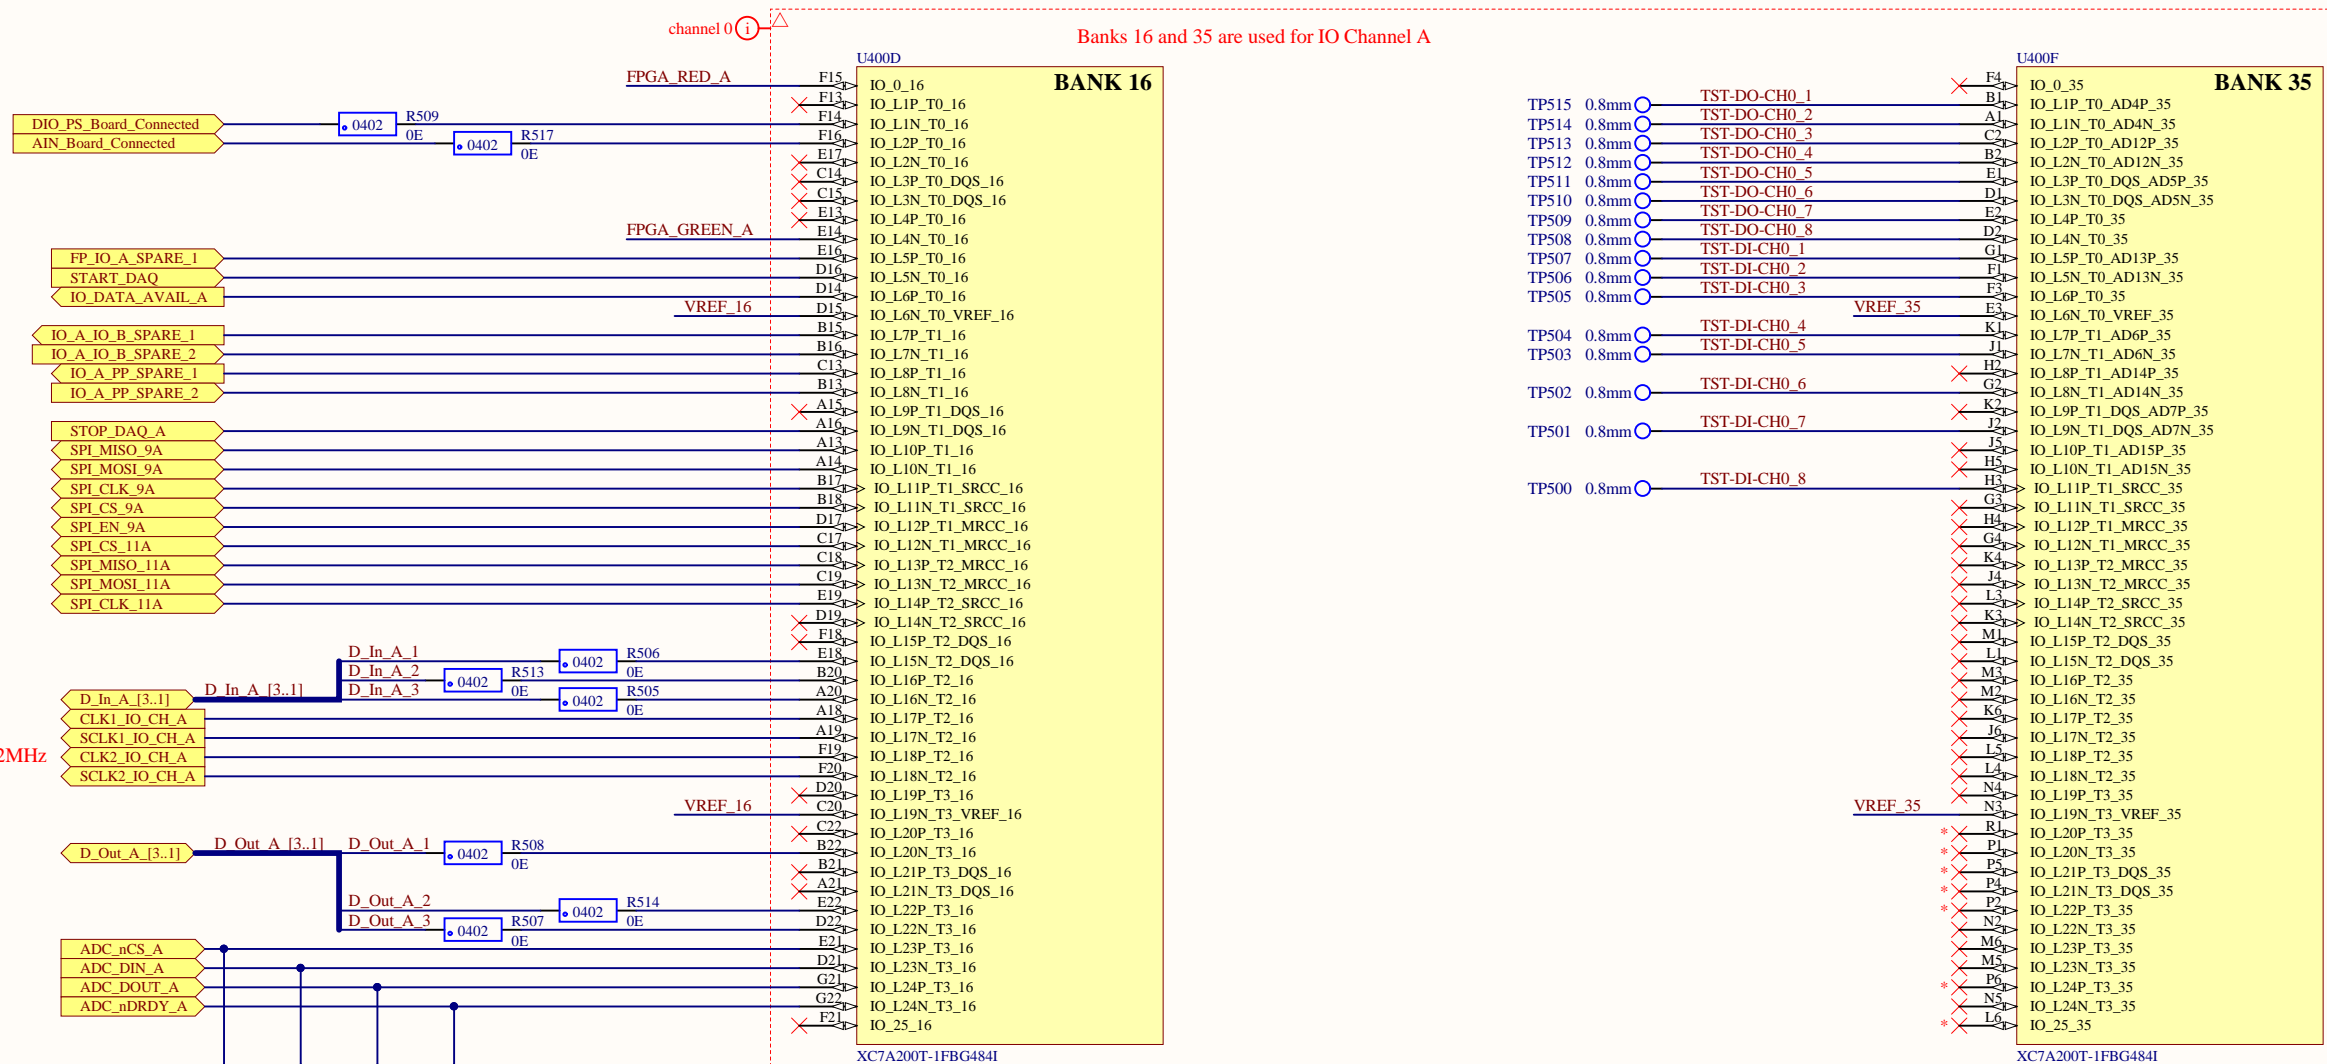 channel 0 i
Banks 16 and 35 are used for IO Channel A
U400D
BANK 16
FPGA_RED_A F15 IO_0_16
F13 IO_L1P_T0_16
DIO_PS_Board_Connected 0402 R509 0E F14 IO_L1N_T0_16
AIN_Board_Connected 0402 R517 0E F16 IO_L2P_T0_16
E17 IO_L2N_T0_16
C14 IO_L3P_T0_DQS_16
C15 IO_L3N_T0_DQS_16
E13 IO_L4P_T0_16
FPGA_GREEN_A E14 IO_L4N_T0_16
FP_IO_A_SPARE_1 E16 IO_L5P_T0_16
START_DAQ D16 IO_L5N_T0_16
IO_DATA_AVAIL_A D14 IO_L6P_T0_16
VREF_16 D15 IO_L6N_T0_VREF_16
IO_A_IO_B_SPARE_1 B15 IO_L7P_T1_16
IO_A_IO_B_SPARE_2 B16 IO_L7N_T1_16
IO_A_PP_SPARE_1 C13 IO_L8P_T1_16
IO_A_PP_SPARE_2 B13 IO_L8N_T1_16
A15 IO_L9P_T1_DQS_16
STOP_DAQ_A A16 IO_L9N_T1_DQS_16
SPI_MISO_9A A13 IO_L10P_T1_16
SPI_MOSI_9A A14 IO_L10N_T1_16
SPI_CLK_9A B17 IO_L11P_T1_SRCC_16
SPI_CS_9A B18 IO_L11N_T1_SRCC_16
SPI_EN_9A D17 IO_L12P_T1_MRCC_16
SPI_CS_11A C17 IO_L12N_T1_MRCC_16
SPI_MISO_11A C18 IO_L13P_T2_MRCC_16
SPI_MOSI_11A C19 IO_L13N_T2_MRCC_16
SPI_CLK_11A E19 IO_L14P_T2_SRCC_16
D19 IO_L14N_T2_SRCC_16
F18 IO_L15P_T2_DQS_16
D_In_A_1 0402 R506 0E E18 IO_L15N_T2_DQS_16
D_In_A_2 0402 R513 0E B20 IO_L16P_T2_16
D_In_A_[3..1] D_In_A_[3..1] D_In_A_3 0402 R505 0E A20 IO_L16N_T2_16
CLK1_IO_CH_A A18 IO_L17P_T2_16
SCLK1_IO_CH_A A19 IO_L17N_T2_16
2MHz CLK2_IO_CH_A F19 IO_L18P_T2_16
SCLK2_IO_CH_A F20 IO_L18N_T2_16
D20 IO_L19P_T3_16
VREF_16 C20 IO_L19N_T3_VREF_16
C22 IO_L20P_T3_16
D_Out_A_[3..1] D_Out_A_[3..1] D_Out_A_1 0402 R508 0E B22 IO_L20N_T3_16
B21 IO_L21P_T3_DQS_16
A21 IO_L21N_T3_DQS_16
D_Out_A_2 0402 R514 0E E22 IO_L22P_T3_16
D_Out_A_3 0402 R507 0E D22 IO_L22N_T3_16
ADC_nCS_A E21 IO_L23P_T3_16
ADC_DIN_A D21 IO_L23N_T3_16
ADC_DOUT_A G21 IO_L24P_T3_16
ADC_nDRDY_A G22 IO_L24N_T3_16
F21 IO_25_16
XC7A200T-1FBG484I
U400F
BANK 35
F4 IO_0_35
TP515 0.8mm TST-DO-CH0_1 B1 IO_L1P_T0_AD4P_35
TP514 0.8mm TST-DO-CH0_2 A1 IO_L1N_T0_AD4N_35
TP513 0.8mm TST-DO-CH0_3 C2 IO_L2P_T0_AD12P_35
TP512 0.8mm TST-DO-CH0_4 B2 IO_L2N_T0_AD12N_35
TP511 0.8mm TST-DO-CH0_5 E1 IO_L3P_T0_DQS_AD5P_35
TP510 0.8mm TST-DO-CH0_6 D1 IO_L3N_T0_DQS_AD5N_35
TP509 0.8mm TST-DO-CH0_7 E2 IO_L4P_T0_35
TP508 0.8mm TST-DO-CH0_8 D2 IO_L4N_T0_35
TP507 0.8mm TST-DI-CH0_1 G1 IO_L5P_T0_AD13P_35
TP506 0.8mm TST-DI-CH0_2 F1 IO_L5N_T0_AD13N_35
TP505 0.8mm TST-DI-CH0_3 F3 IO_L6P_T0_35
VREF_35 E3 IO_L6N_T0_VREF_35
TP504 0.8mm TST-DI-CH0_4 K1 IO_L7P_T1_AD6P_35
TP503 0.8mm TST-DI-CH0_5 J1 IO_L7N_T1_AD6N_35
H2 IO_L8P_T1_AD14P_35
TP502 0.8mm TST-DI-CH0_6 G2 IO_L8N_T1_AD14N_35
K2 IO_L9P_T1_DQS_AD7P_35
TP501 0.8mm TST-DI-CH0_7 J2 IO_L9N_T1_DQS_AD7N_35
J5 IO_L10P_T1_AD15P_35
H5 IO_L10N_T1_AD15N_35
TP500 0.8mm TST-DI-CH0_8 H3 IO_L11P_T1_SRCC_35
G3 IO_L11N_T1_SRCC_35
H4 IO_L12P_T1_MRCC_35
G4 IO_L12N_T1_MRCC_35
K4 IO_L13P_T2_MRCC_35
J4 IO_L13N_T2_MRCC_35
L3 IO_L14P_T2_SRCC_35
K3 IO_L14N_T2_SRCC_35
M1 IO_L15P_T2_DQS_35
L1 IO_L15N_T2_DQS_35
M3 IO_L16P_T2_35
M2 IO_L16N_T2_35
K6 IO_L17P_T2_35
J6 IO_L17N_T2_35
L5 IO_L18P_T2_35
L4 IO_L18N_T2_35
N4 IO_L19P_T3_35
VREF_35 N3 IO_L19N_T3_VREF_35
* R1 IO_L20P_T3_35
* P1 IO_L20N_T3_35
* P5 IO_L21P_T3_DQS_35
* P4 IO_L21N_T3_DQS_35
* P2 IO_L22P_T3_35
N2 IO_L22N_T3_35
M6 IO_L23P_T3_35
M5 IO_L23N_T3_35
* P6 IO_L24P_T3_35
N5 IO_L24N_T3_35
* L6 IO_25_35
XC7A200T-1FBG484I